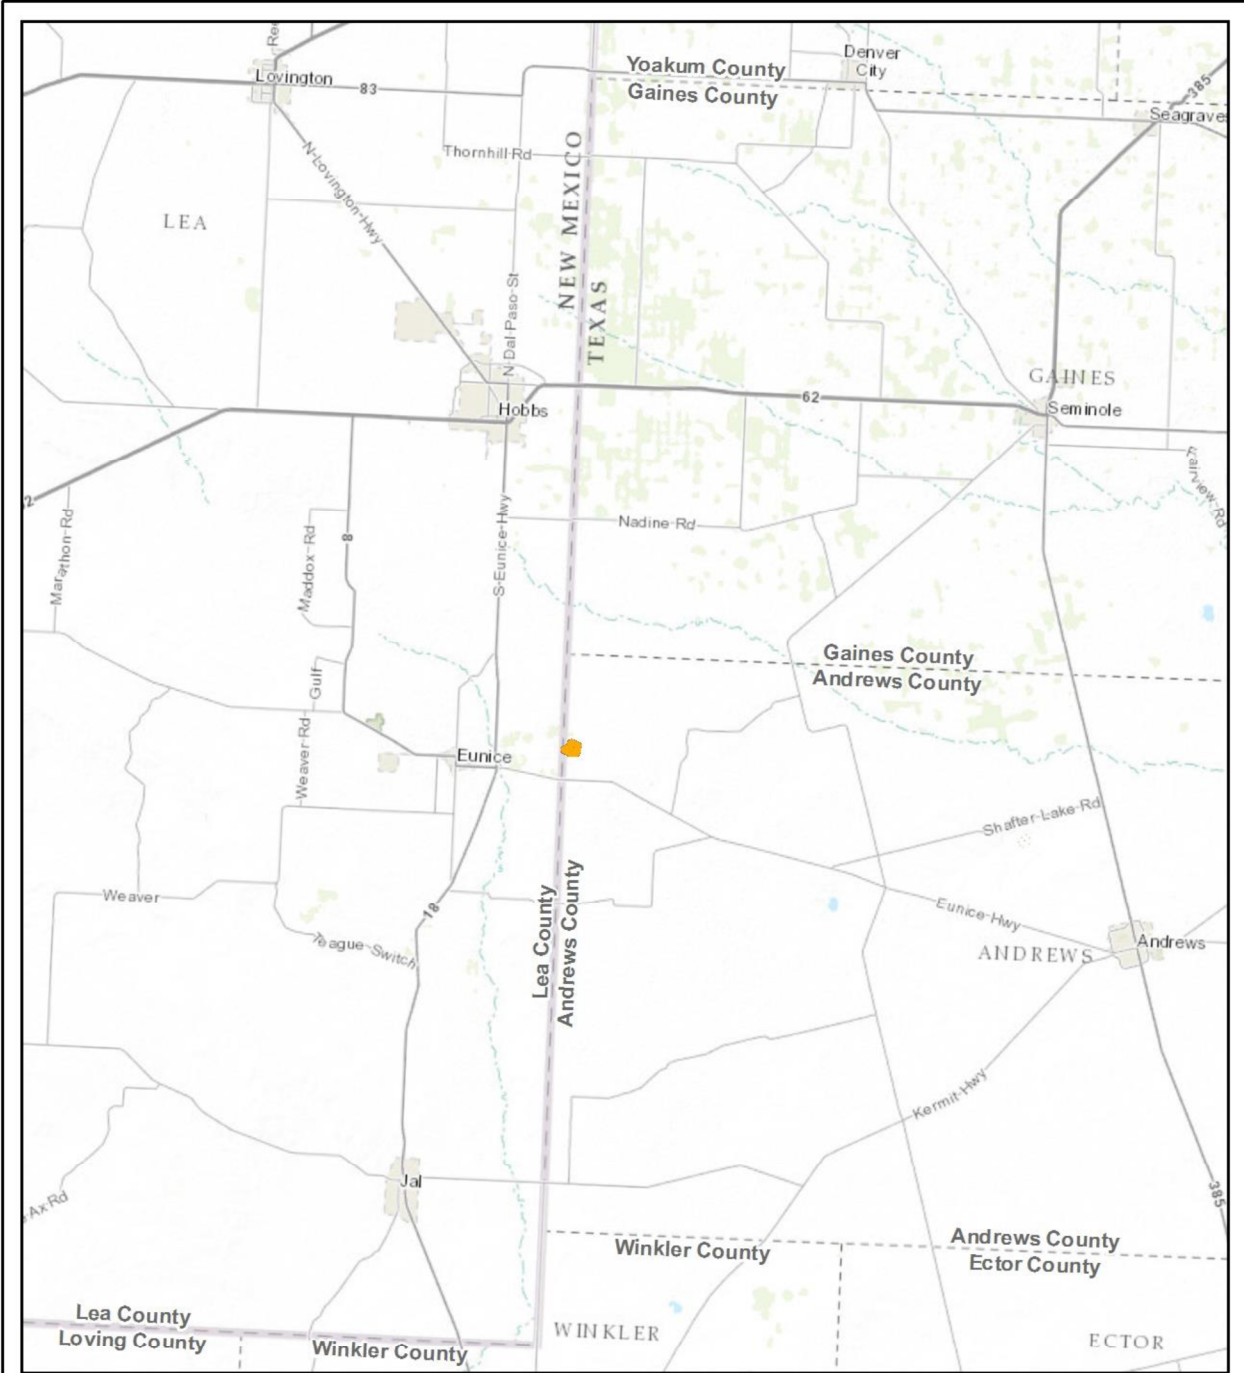 Ree
Lovington
83
Yoakum County
Gaines County
Denver
City
385
Seagrave
Thornhill Rd
N Lovington Hwy
LEA
NEW MEXICO
TEXAS
N Dal Paso St
GAINES
Hobbs
62
Seminole
2
Marathon Rd
Maddox Rd
8
S Eunice Hwy
Nadine Rd
Fairview Rd
Gaines County
Andrews County
Gulf
Weaver Rd
Eunice
Shafter Lake Rd
Weaver
18
Teague Switch
Lea County
Andrews County
Eunice Hwy
ANDREWS
Andrews
Kermit Hwy
Jal
Ax Rd
385
Winkler County
Andrews County
Ector County
Lea County
Loving County
Winkler County
WINKLER
ECTOR